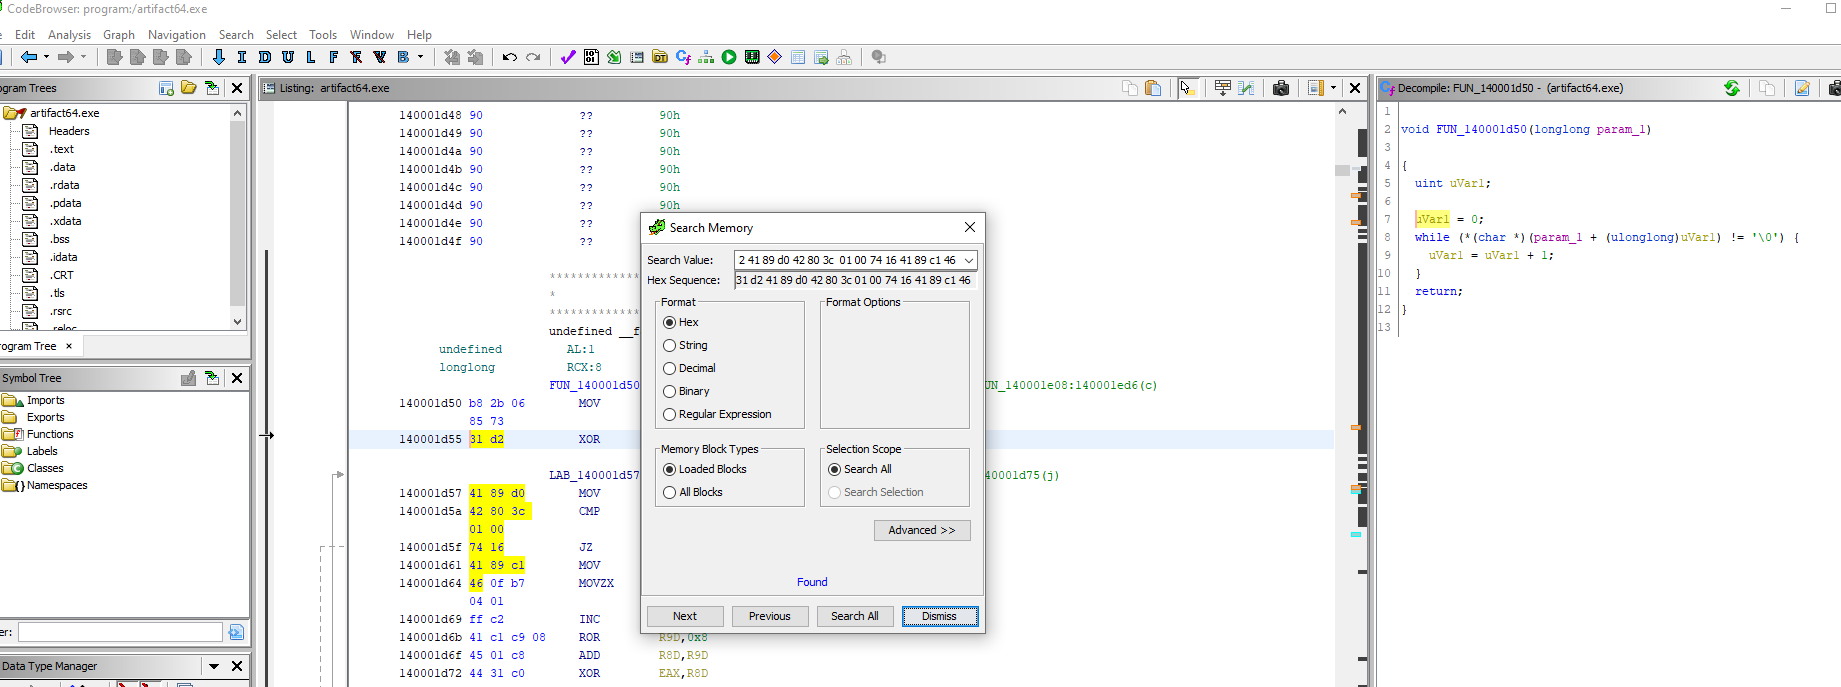 CodeBrowser: program:/artifact64.exe
Edit Analysis Graph Navigation Search Select Tools Window Help
I D U L F R V B
ogram Trees
artifact64.exe
Headers
.text
.data
.rdata
.pdata
.xdata
.bss
.idata
.CRT
.tls
.rsrc
.reloc
rogram Tree ×
Symbol Tree
Imports
Exports
Functions
Labels
Classes
Namespaces
er:
Data Type Manager
Listing: artifact64.exe
140001d48 90 ?? 90h
140001d49 90 ?? 90h
140001d4a 90 ?? 90h
140001d4b 90 ?? 90h
140001d4c 90 ?? 90h
140001d4d 90 ?? 90h
140001d4e 90 ??
140001d4f 90 ??
*************
*
*************
undefined __f
undefined AL:1
longlong RCX:8
FUN_140001d50 UN_140001e08:140001ed6(c)
140001d50 b8 2b 06 MOV
85 73
140001d55 31 d2 XOR
LAB_140001d57 40001d75(j)
140001d57 41 89 d0 MOV
140001d5a 42 80 3c CMP
01 00
140001d5f 74 16 JZ
140001d61 41 89 c1 MOV
140001d64 46 0f b7 MOVZX
04 01
140001d69 ff c2 INC
140001d6b 41 c1 c9 08 ROR R9D,0x8
140001d6f 45 01 c8 ADD R8D,R9D
140001d72 44 31 c0 XOR EAX,R8D
Search Memory
Search Value: 2 41 89 d0 42 80 3c 01 00 74 16 41 89 c1 46
Hex Sequence: 31 d2 41 89 d0 42 80 3c 01 00 74 16 41 89 c1 46
Format
Hex
String
Decimal
Binary
Regular Expression
Format Options
Memory Block Types
Loaded Blocks
All Blocks
Selection Scope
Search All
Search Selection
Advanced >>
Found
Next Previous Search All Dismiss
Decompile: FUN_140001d50 - (artifact64.exe)
1
2 void FUN_140001d50(longlong param_1)
3
4 {
5 uint uVar1;
6
7 uVar1 = 0;
8 while (*(char *)(param_1 + (ulonglong)uVar1) != '\0') {
9 uVar1 = uVar1 + 1;
10 }
11 return;
12 }
13